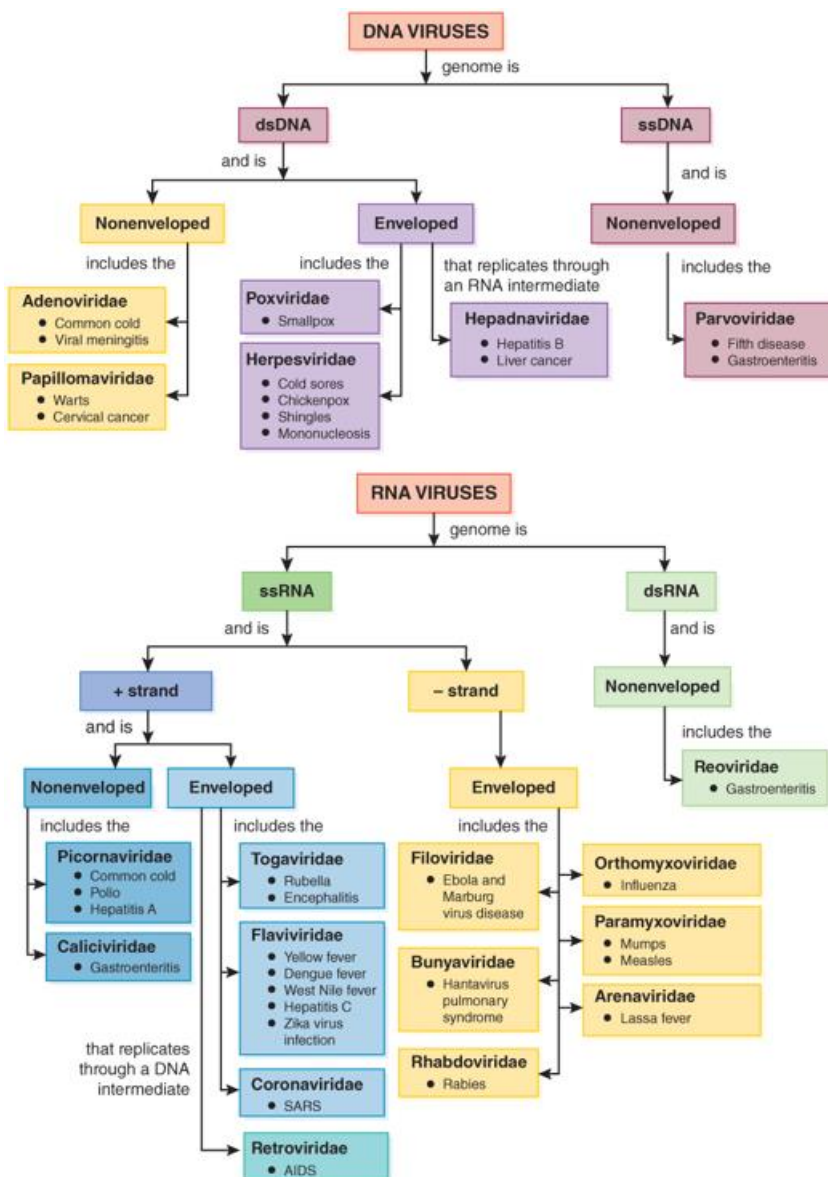 DNA VIRUSES
genome is
dsDNA
ssDNA
and is
and is
Nonenveloped
Enveloped
Nonenveloped
includes the
includes the
that replicates through
an RNA intermediate
includes the
Adenoviridae
• Common cold
• Viral meningitis
Papillomaviridae
• Warts
• Cervical cancer
Poxviridae
• Smallpox
Herpesviridae
• Cold sores
• Chickenpox
• Shingles
• Mononucleosis
Hepadnaviridae
• Hepatitis B
• Liver cancer
Parvoviridae
• Fifth disease
• Gastroenteritis
RNA VIRUSES
genome is
ssRNA
dsRNA
and is
and is
+ strand
– strand
Nonenveloped
and is
includes the
Reoviridae
• Gastroenteritis
Nonenveloped
Enveloped
Enveloped
includes the
includes the
includes the
Picornaviridae
• Common cold
• Polio
• Hepatitis A
Caliciviridae
• Gastroenteritis
that replicates
through a DNA
intermediate
Togaviridae
• Rubella
• Encephalitis
Flaviviridae
• Yellow fever
• Dengue fever
• West Nile fever
• Hepatitis C
• Zika virus
infection
Coronaviridae
• SARS
Retroviridae
• AIDS
Filoviridae
• Ebola and
Marburg
virus disease
Bunyaviridae
• Hantavirus
pulmonary
syndrome
Rhabdoviridae
• Rabies
Orthomyxoviridae
• Influenza
Paramyxoviridae
• Mumps
• Measles
Arenaviridae
• Lassa fever